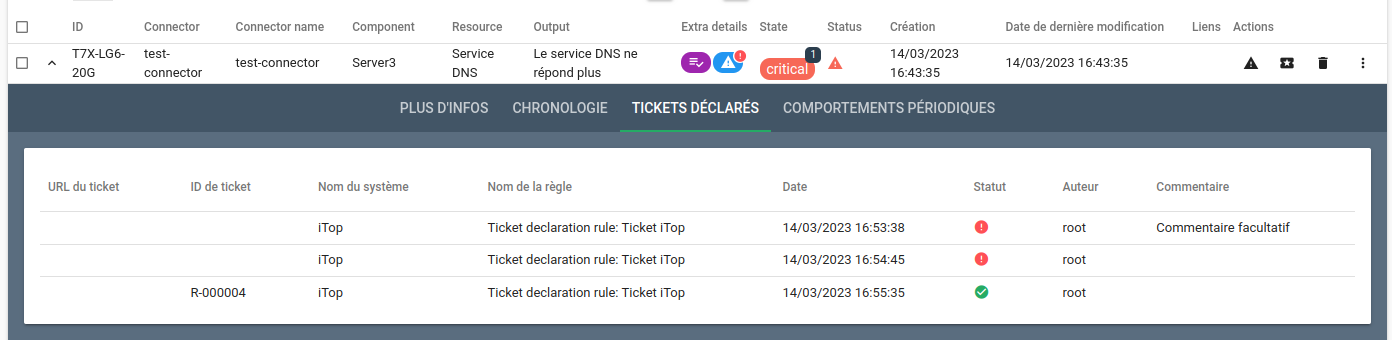 ID Connector Connector name Component Resource Output Extra details State Status Création Date de dernière modification Liens Actions
T7X-LG6- test- Service Le service DNS ne 14/03/2023
20G connector test-connector Server3 DNS répond plus critical 1 16:43:35 14/03/2023 16:43:35
PLUS D'INFOS CHRONOLOGIE TICKETS DÉCLARÉS COMPORTEMENTS PÉRIODIQUES
URL du ticket ID de ticket Nom du système Nom de la règle Date Statut Auteur Commentaire
iTop Ticket declaration rule: Ticket iTop 14/03/2023 16:53:38 root Commentaire facultatif
iTop Ticket declaration rule: Ticket iTop 14/03/2023 16:54:45 root
R-000004 iTop Ticket declaration rule: Ticket iTop 14/03/2023 16:55:35 root